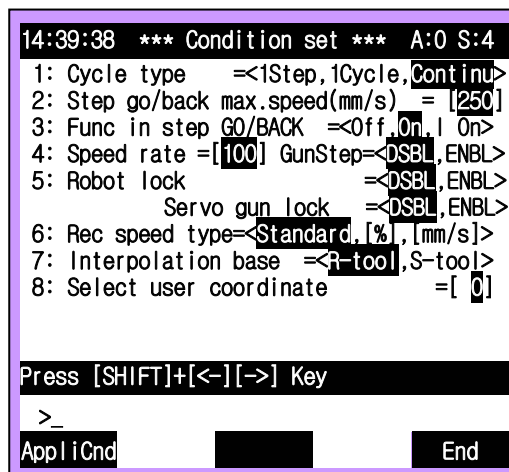 14:39:38 *** Condition set *** A:0 S:4
1: Cycle type =<1Step,1Cycle,Continu>
2: Step go/back max.speed(mm/s) = [250]
3: Func in step GO/BACK =<Off,On,I On>
4: Speed rate =[100] GunStep=<DSBL,ENBL>
5: Robot lock =<DSBL,ENBL>
Servo gun lock =<DSBL,ENBL>
6: Rec speed type=<Standard,[%],[mm/s]>
7: Interpolation base =<R-tool,S-tool>
8: Select user coordinate =[ 0]
Press [SHIFT]+[<-][->] Key
>_
AppliCnd End